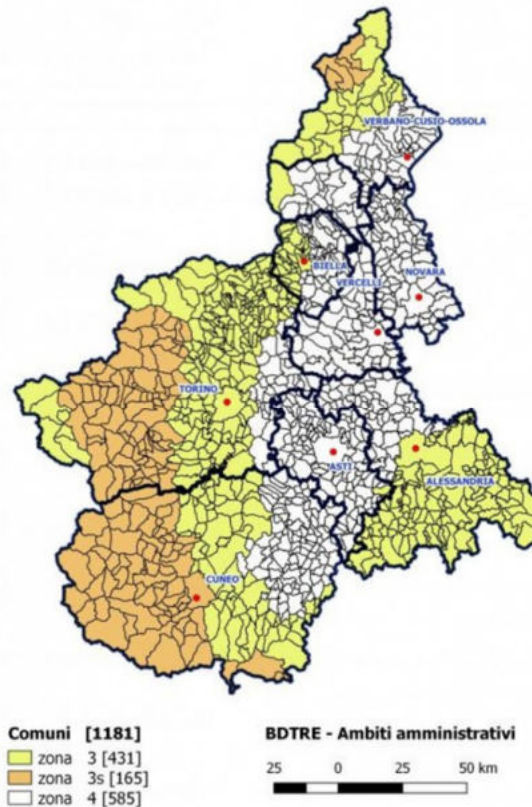 VERBANO-CUSIO-OSSOLA
BIELLA
VERCELLI
NOVARA
TORINO
ASTI
ALESSANDRIA
CUNEO
Comuni [1181]
zona 3 [431]
zona 3s [165]
zona 4 [585]
BDTRE - Ambiti amministrativi
25 0 25 50 km